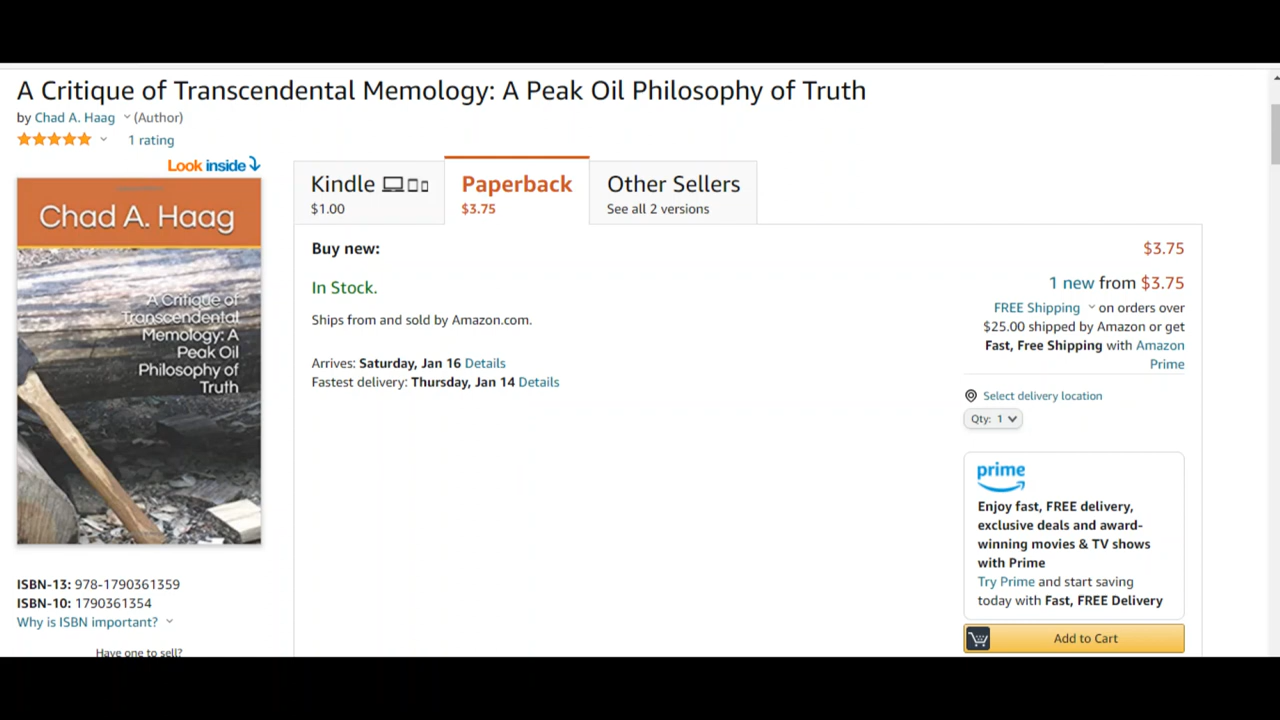 A Critique of Transcendental Memology: A Peak Oil Philosophy of Truth
by Chad A. Haag (Author)
1 rating
Look inside
Chad A. Haag
A Critique of
Transcendental
Memology: A
Peak Oil
Philosophy of
Truth
ISBN-13: 978-1790361359
ISBN-10: 1790361354
Why is ISBN important?
Have one to sell?
Kindle
$1.00
Paperback
$3.75
Other Sellers
See all 2 versions
Buy new:
$3.75
In Stock.
Ships from and sold by Amazon.com.
Arrives: Saturday, Jan 16 Details
Fastest delivery: Thursday, Jan 14 Details
1 new from $3.75
FREE Shipping on orders over
$25.00 shipped by Amazon or get
Fast, Free Shipping with Amazon
Prime
Select delivery location
Qty: 1
prime
Enjoy fast, FREE delivery,
exclusive deals and award-
winning movies & TV shows
with Prime
Try Prime and start saving
today with Fast, FREE Delivery
Add to Cart